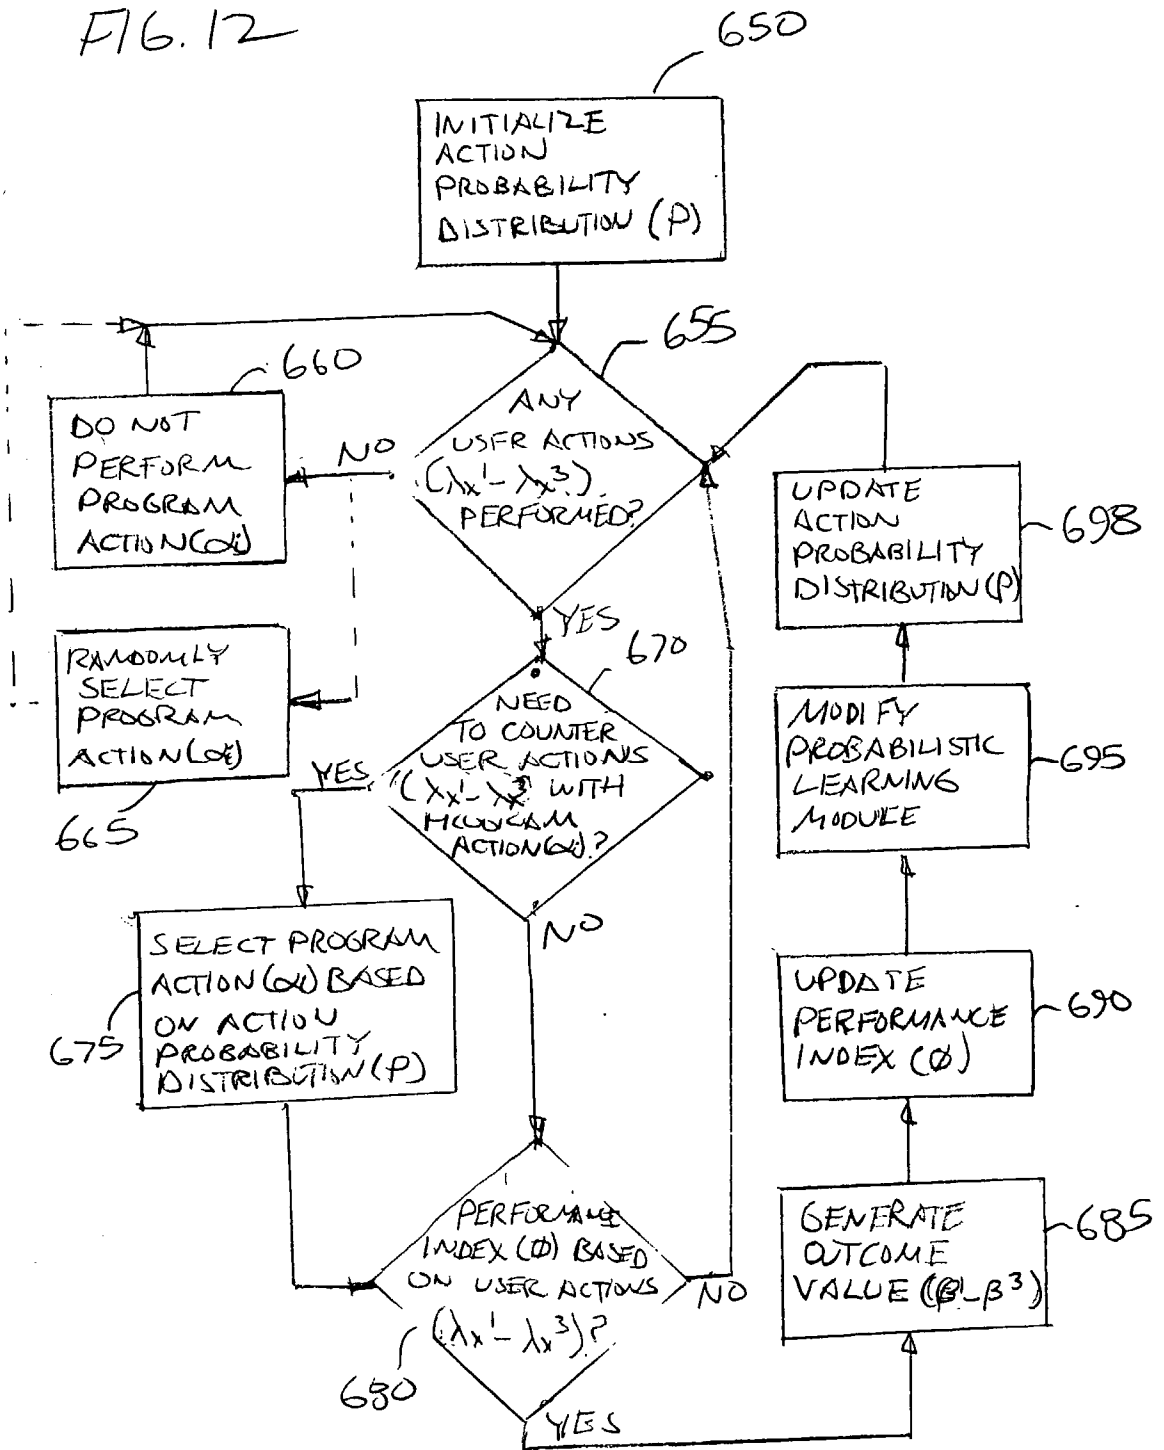 FIG. 12
650
INITIALIZE
ACTION
PROBABILITY
DISTRIBUTION (P)
655
660
ANY
USER ACTIONS
(λx¹-λx³)
PERFORMED?
NO
DO NOT
PERFORM
PROGRAM
ACTION(αi)
UPDATE
ACTION
PROBABILITY
DISTRIBUTION(P)
698
YES
670
RANDOMLY
SELECT
PROGRAM
ACTION(αi)
665
NEED
TO COUNTER
USER ACTIONS
(λx¹-λx³ WITH
ACTION(αi)?
YES
NO
MODIFY
PROBABILISTIC
LEARNING
MODULE
695
SELECT PROGRAM
ACTION(αi) BASED
ON ACTION
PROBABILITY
DISTRIBUTION(P)
675
UPDATE
PERFORMANCE
INDEX (Ø)
690
PERFORMANCE
INDEX (Ø) BASED
ON USER ACTIONS
(λx¹-λx³)?
NO
680
YES
GENERATE
OUTCOME
VALUE (β¹-β³)
685